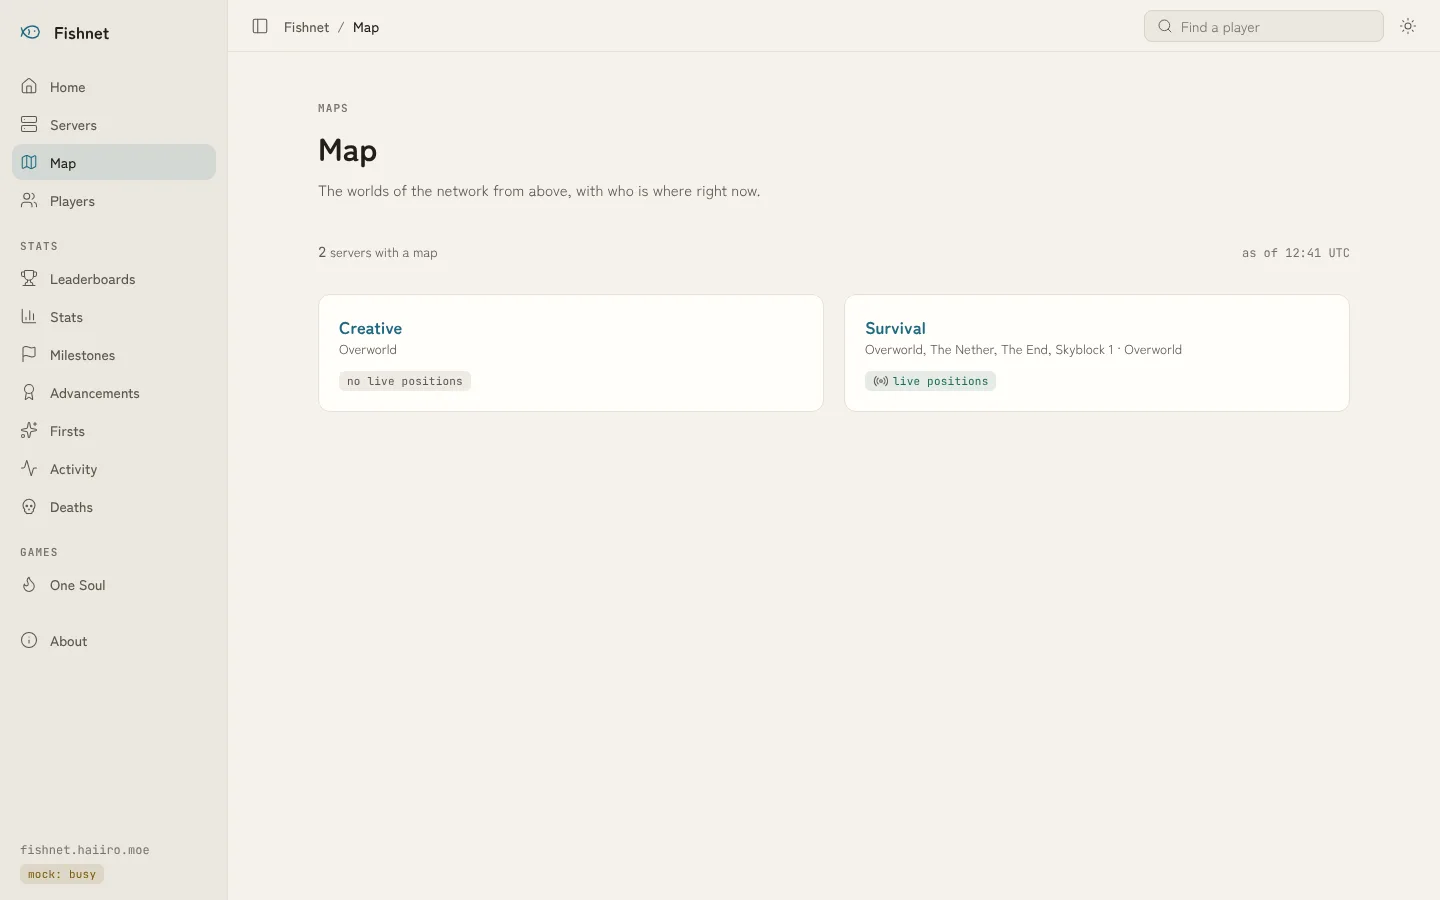 Fishnet
Home
Servers
Map
Players
STATS
Leaderboards
Stats
Milestones
Advancements
Firsts
Activity
Deaths
GAMES
One Soul
About
fishnet.haiiro.moe
mock: busy
Fishnet / Map
Find a player
MAPS
Map
The worlds of the network from above, with who is where right now.
2 servers with a map
as of 12:41 UTC
Creative
Overworld
no live positions
Survival
Overworld, The Nether, The End, Skyblock 1 · Overworld
live positions